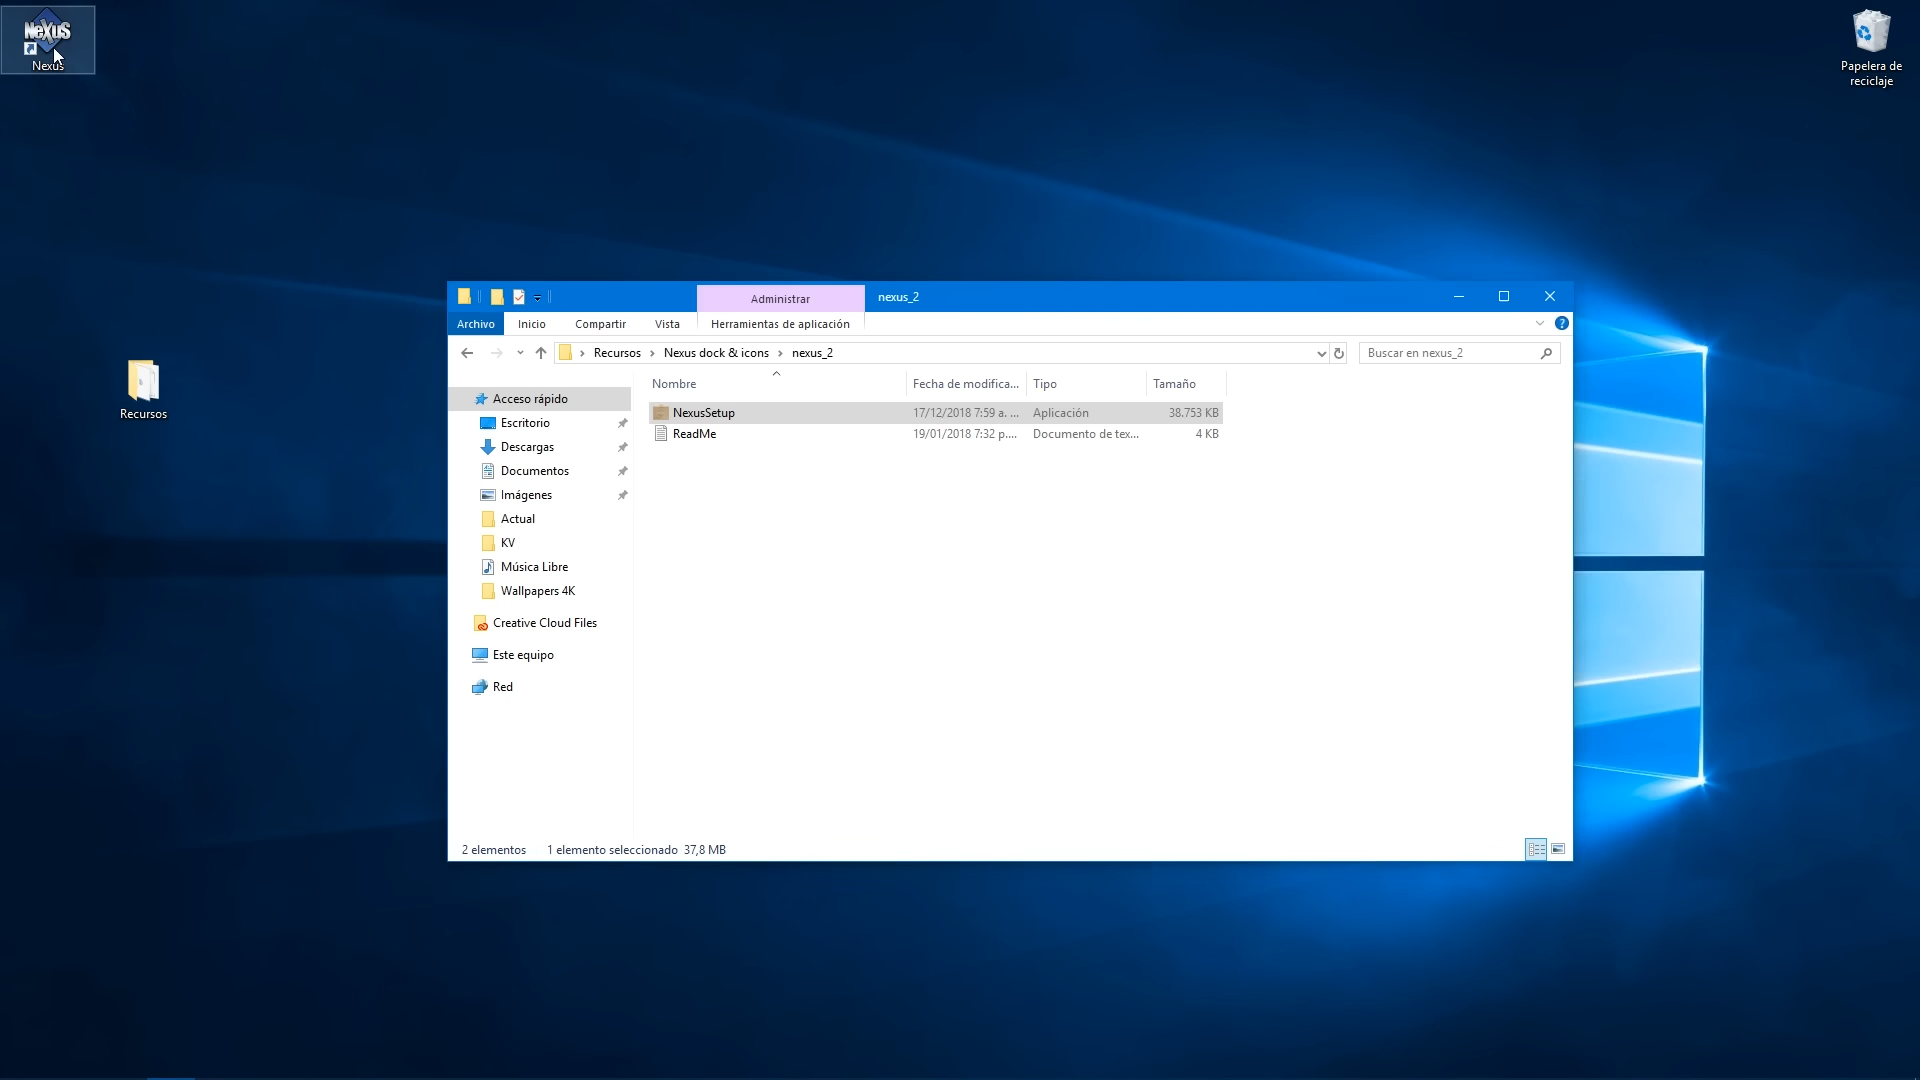 NeXuS
Nexus
Papelera de
reciclaje
Recursos
Administrar
nexus_2
Archivo
Inicio
Compartir
Vista
Herramientas de aplicación
Recursos
Nexus dock & icons
nexus_2
Buscar en nexus_2
Nombre
Fecha de modifica...
Tipo
Tamaño
NexusSetup
17/12/2018 7:59 a. ...
Aplicación
38.753 KB
ReadMe
19/01/2018 7:32 p....
Documento de tex...
4 KB
Acceso rápido
Escritorio
Descargas
Documentos
Imágenes
Actual
KV
Música Libre
Wallpapers 4K
Creative Cloud Files
Este equipo
Red
2 elementos
1 elemento seleccionado 37,8 MB